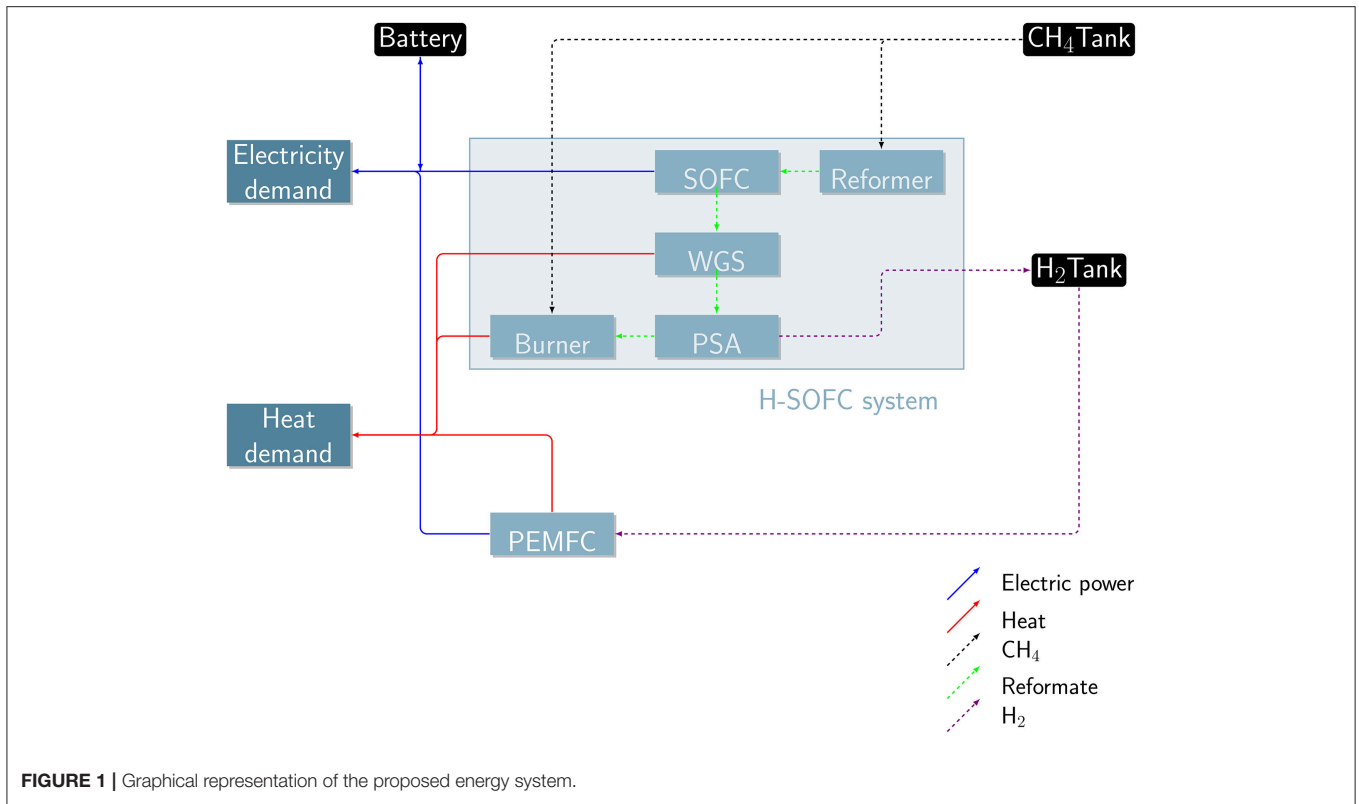 Battery
CH₄Tank
Electricity
demand
SOFC
Reformer
WGS
H₂Tank
Burner
PSA
H-SOFC system
Heat
demand
PEMFC
Electric power
Heat
CH₄
Reformate
H₂
FIGURE 1 | Graphical representation of the proposed energy system.